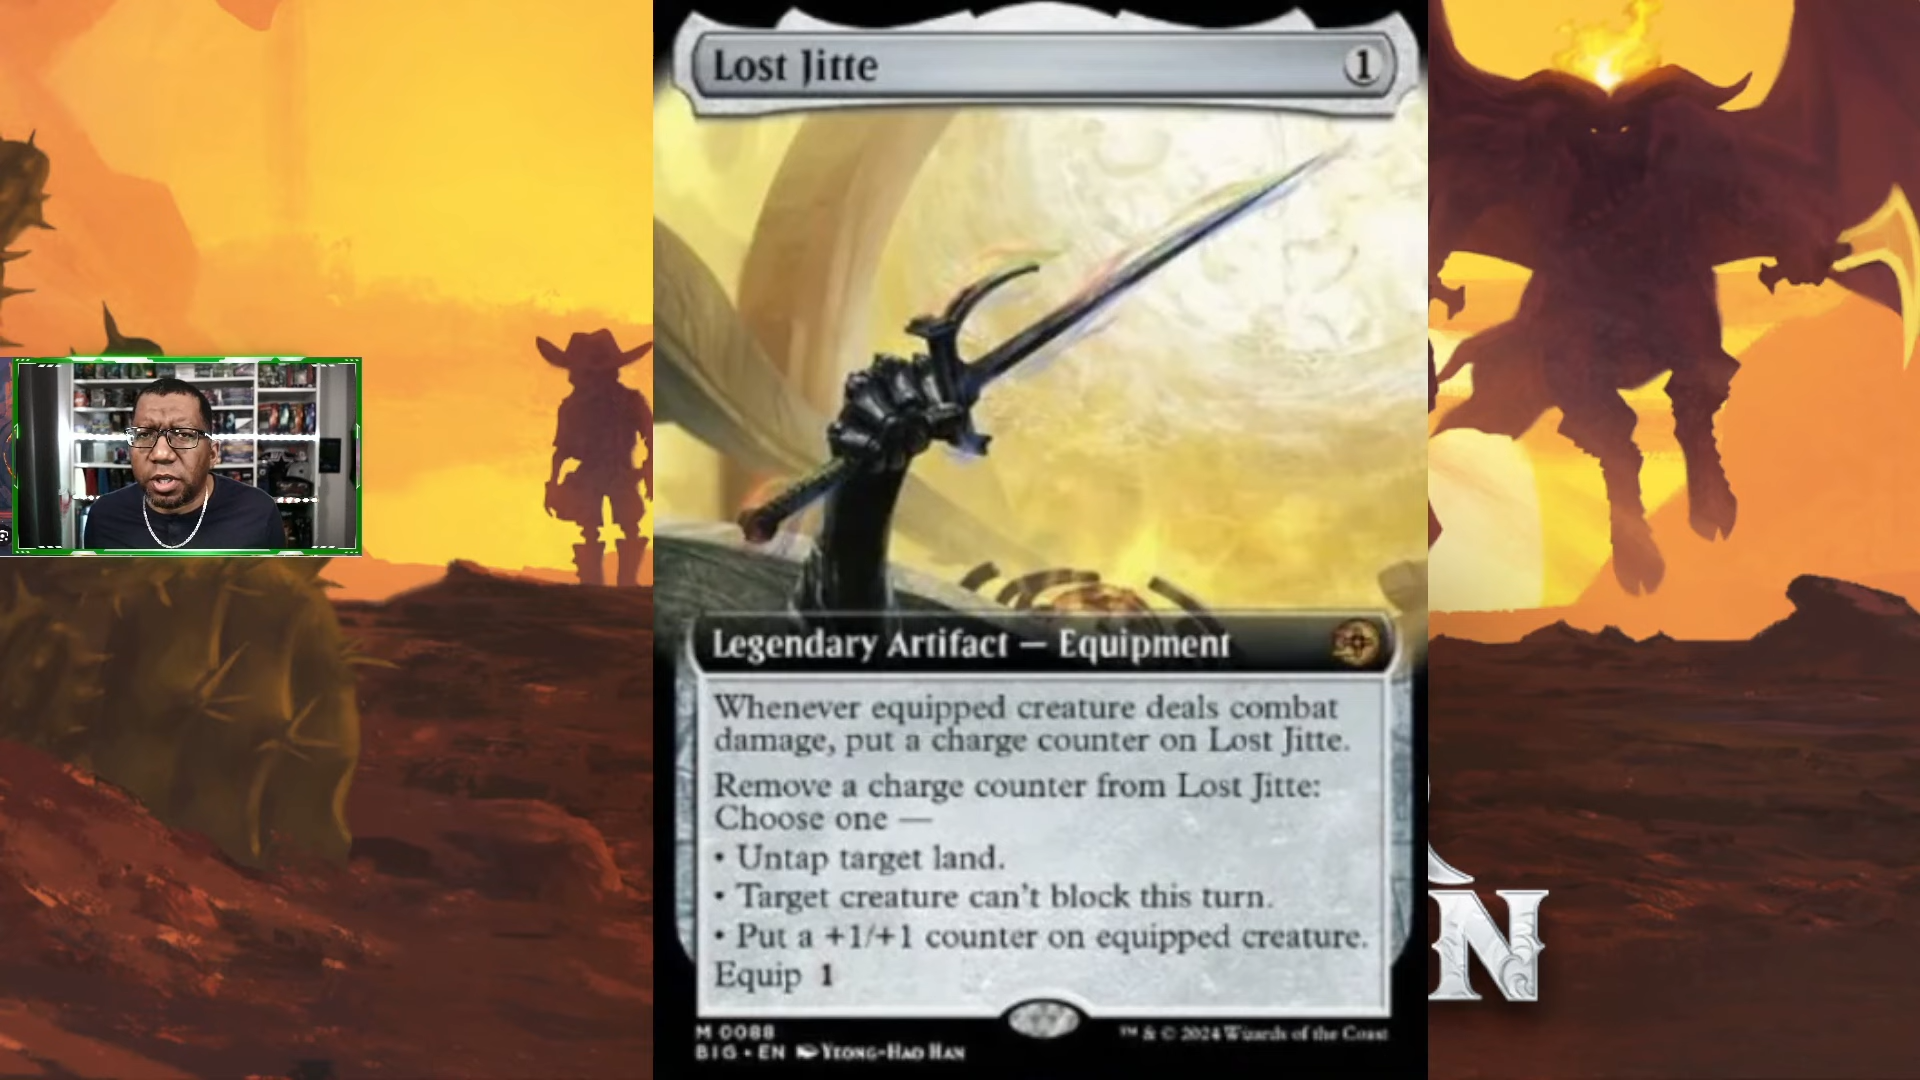 Lost Jitte 1
Legendary Artifact — Equipment
Whenever equipped creature deals combat
damage, put a charge counter on Lost Jitte.
Remove a charge counter from Lost Jitte:
Choose one —
• Untap target land.
• Target creature can't block this turn.
• Put a +1/+1 counter on equipped creature.
Equip 1
M 0088
BIG • EN Yeong-Hao Han
™ & © 2024 Wizards of the Coast
N